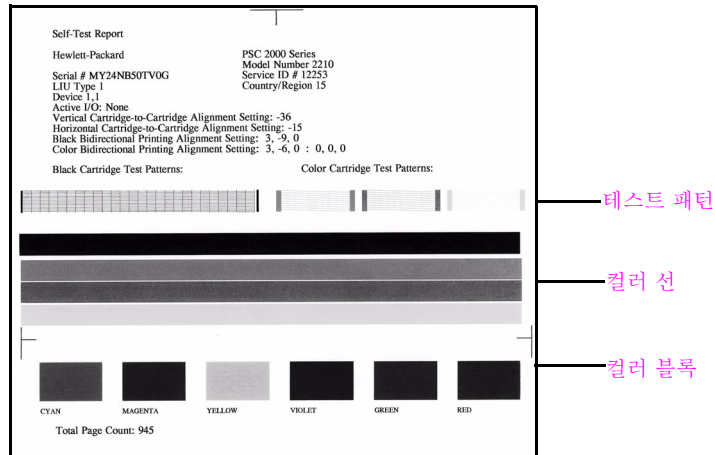 Self-Test Report
Hewlett-Packard
PSC 2000 Series
Model Number 2210
Serial # MY24NB50TV0G
Service ID # 12253
LIU Type 1
Country/Region 15
Device 1,1
Active I/O: None
Vertical Cartridge-to-Cartridge Alignment Setting: -36
Horizontal Cartridge-to-Cartridge Alignment Setting: -15
Black Bidirectional Printing Alignment Setting: 3, -9, 0
Color Bidirectional Printing Alignment Setting: 3, -6, 0 : 0, 0, 0
Black Cartridge Test Patterns:
Color Cartridge Test Patterns:
테스트 패턴
컬러 선
컬러 블록
CYAN
MAGENTA
YELLOW
VIOLET
GREEN
RED
Total Page Count: 945